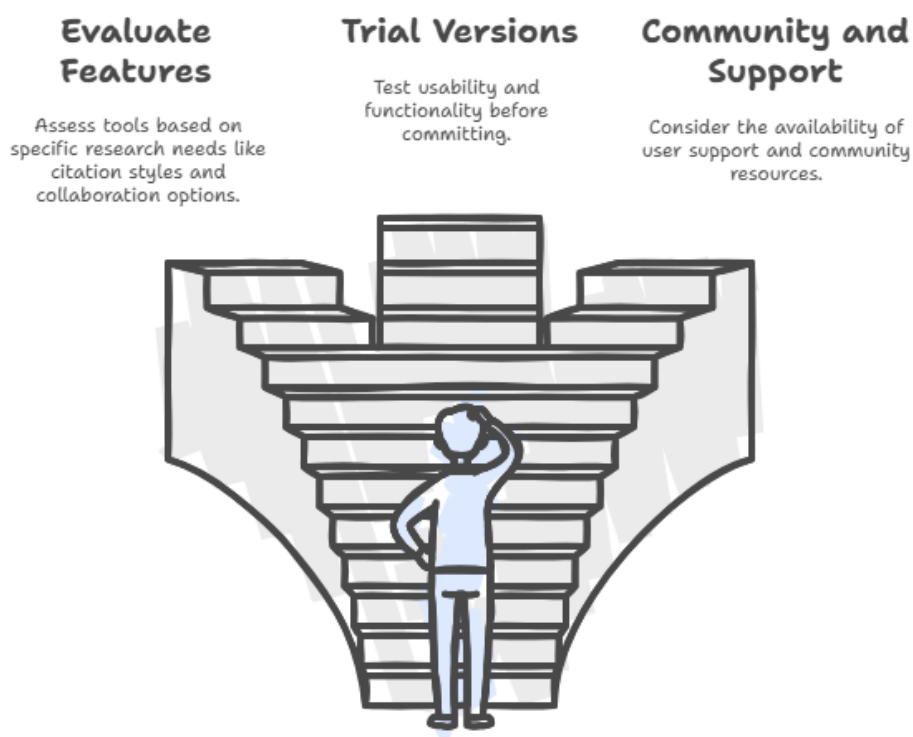 Evaluate
Features
Assess tools based on
specific research needs like
citation styles and
collaboration options.
Trial Versions
Test usability and
functionality before
committing.
Community and
Support
Consider the availability of
user support and community
resources.